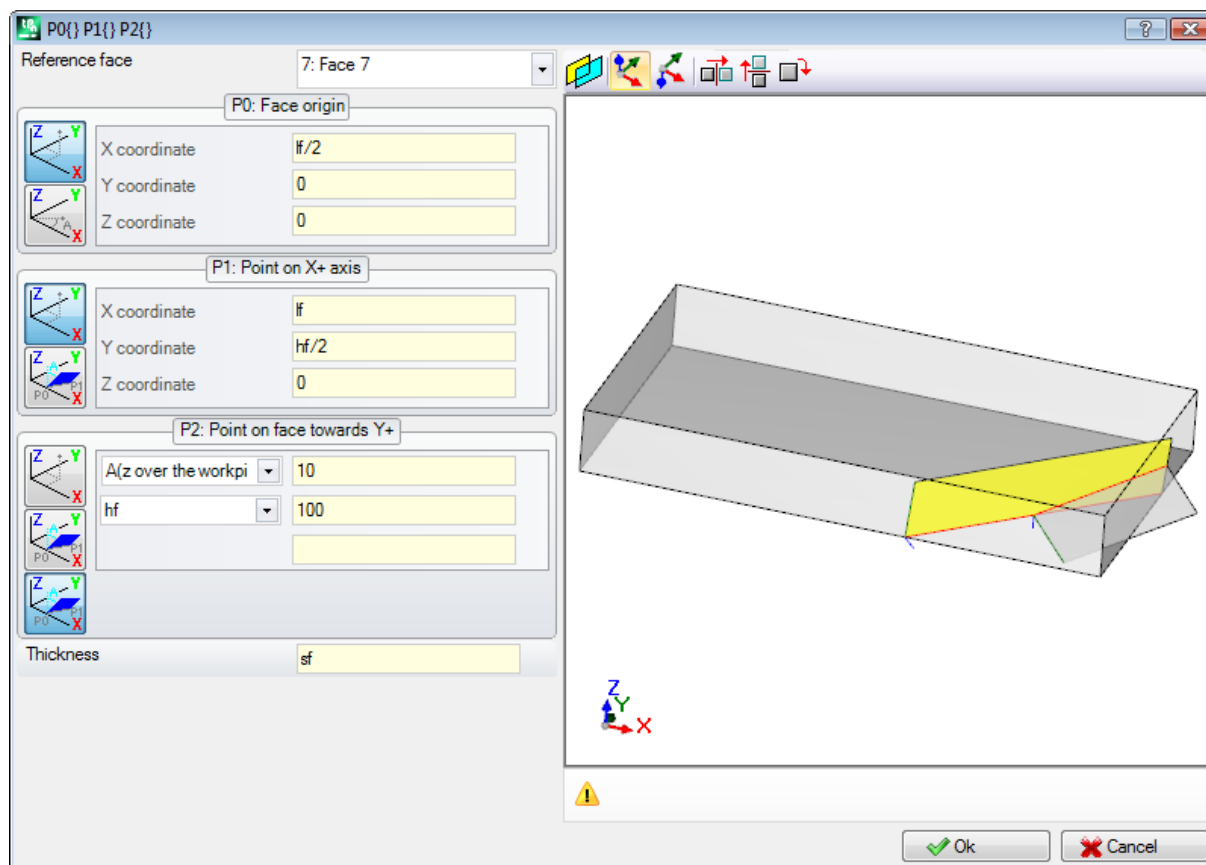 P0{} P1{} P2{}
Reference face
7: Face 7
P0: Face origin
X coordinate
lf/2
Y coordinate
0
Z coordinate
0
P1: Point on X+ axis
X coordinate
lf
Y coordinate
hf/2
Z coordinate
0
P2: Point on face towards Y+
A(z over the workpi
10
hf
100
Thickness
sf
Z
Y
X
Ok
Cancel